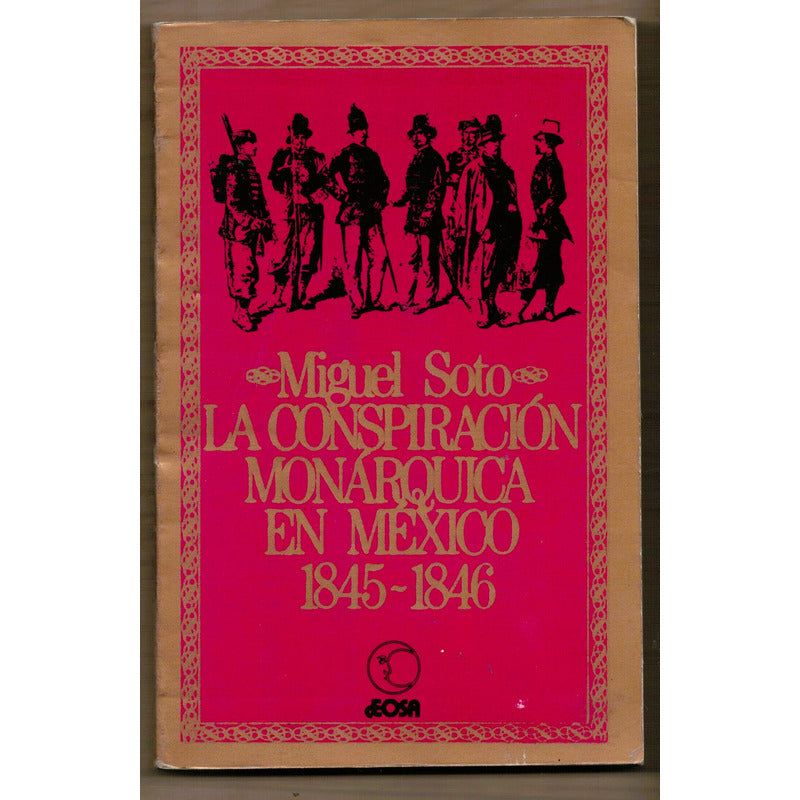 Miguel Soto
LA CONSPIRACIÓN
MONÁRQUICA
EN MÉXICO
1845-1846
EOSA